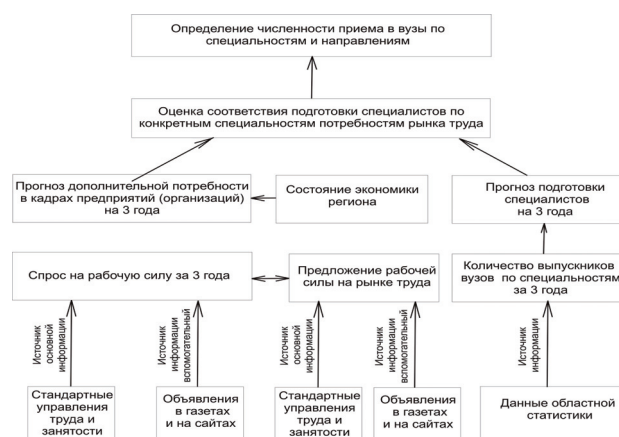 Определение численности приема в вузы по
специальностям и направлениям
Оценка соответствия подготовки специалистов по
конкретным специальностям потребностям рынка труда
Прогноз дополнительной потребности
в кадрах предприятий (организаций)
на 3 года
Состояние экономики
региона
Прогноз подготовки
специалистов
на 3 года
Спрос на рабочую силу за 3 года
Предложение рабочей
силы на рынке труда
Количество выпускников
вузов по специальностям
за 3 года
Источник
основной
информации
Источник
информации
вспомогательный
Источник
основной
информации
Источник
информации
вспомогательный
Источник
информации
Стандартные
управления
труда и
занятости
Объявления
в газетах
и на сайтах
Стандартные
управления
труда и
занятости
Объявления
в газетах
и на сайтах
Данные областной
статистики